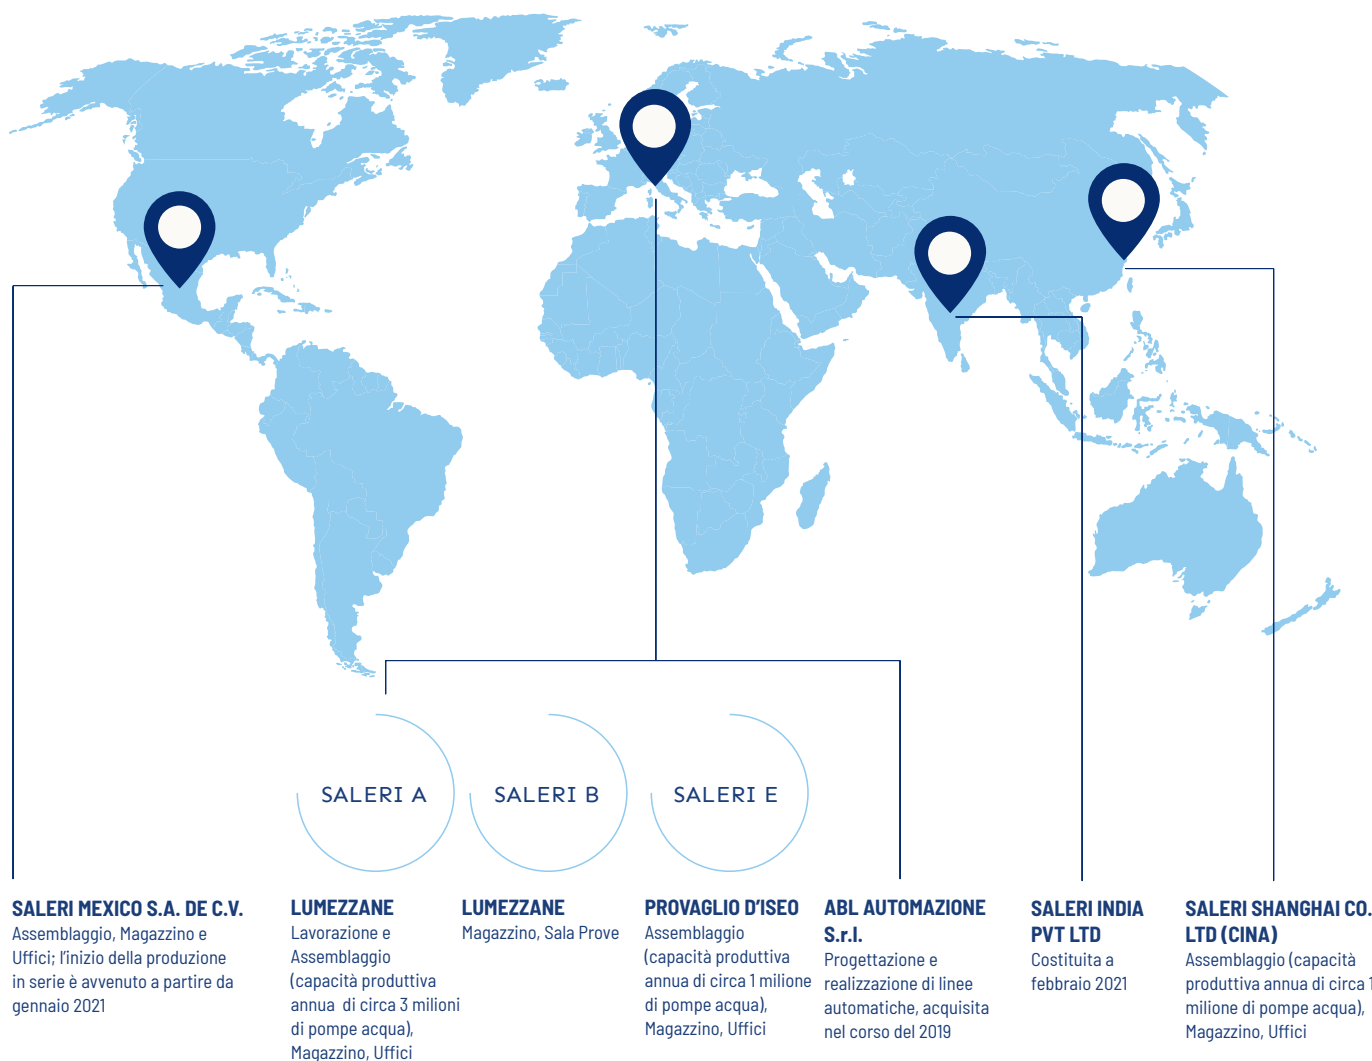 SALERI A
SALERI B
SALERI E
SALERI MEXICO S.A. DE C.V.
Assemblaggio, Magazzino e
Uffici; l'inizio della produzione
in serie è avvenuto a partire da
gennaio 2021
LUMEZZANE
Lavorazione e
Assemblaggio
(capacità produttiva
annua di circa 3 milioni
di pompe acqua),
Magazzino, Uffici
LUMEZZANE
Magazzino, Sala Prove
PROVAGLIO D'ISEO
Assemblaggio
(capacità produttiva
annua di circa 1 milione
di pompe acqua),
Magazzino, Uffici
ABL AUTOMAZIONE
S.r.l.
Progettazione e
realizzazione di linee
automatiche, acquisita
nel corso del 2019
SALERI INDIA
PVT LTD
Costituita a
febbraio 2021
SALERI SHANGHAI CO.
LTD (CINA)
Assemblaggio (capacità
produttiva annua di circa 1
milione di pompe acqua),
Magazzino, Uffici